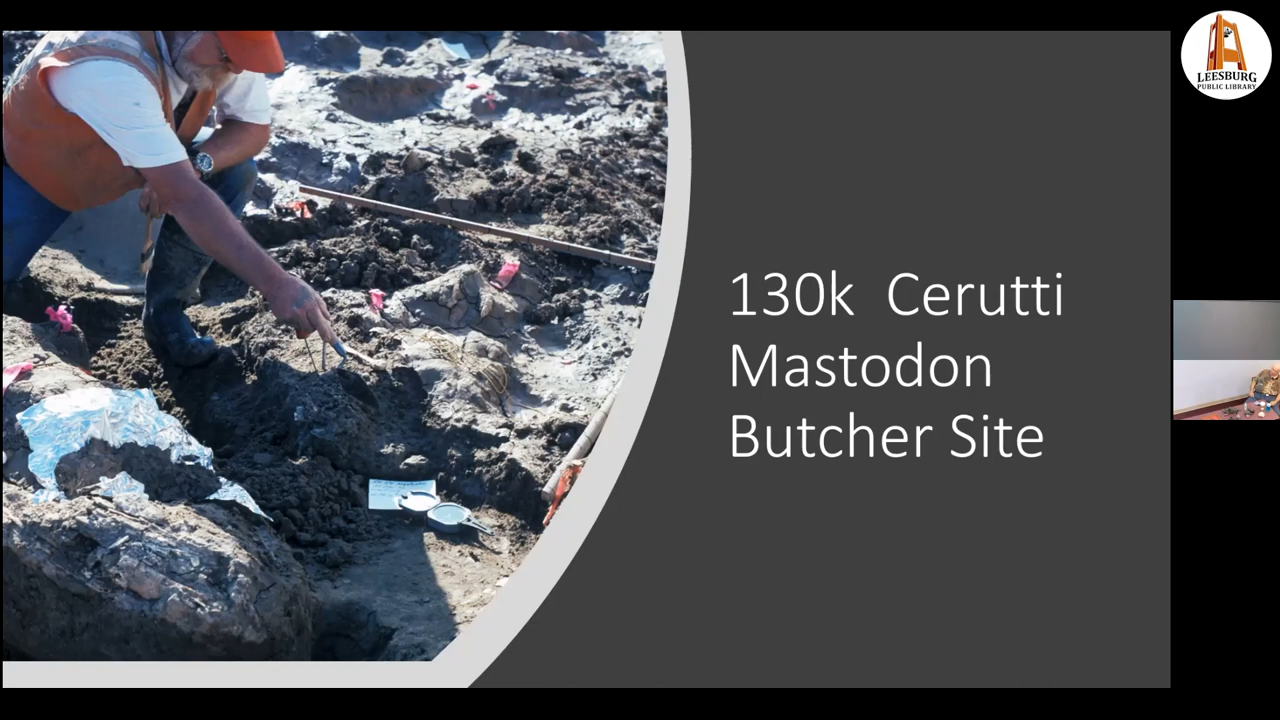 LEESBURG
PUBLIC LIBRARY
130k Cerutti
Mastodon
Butcher Site